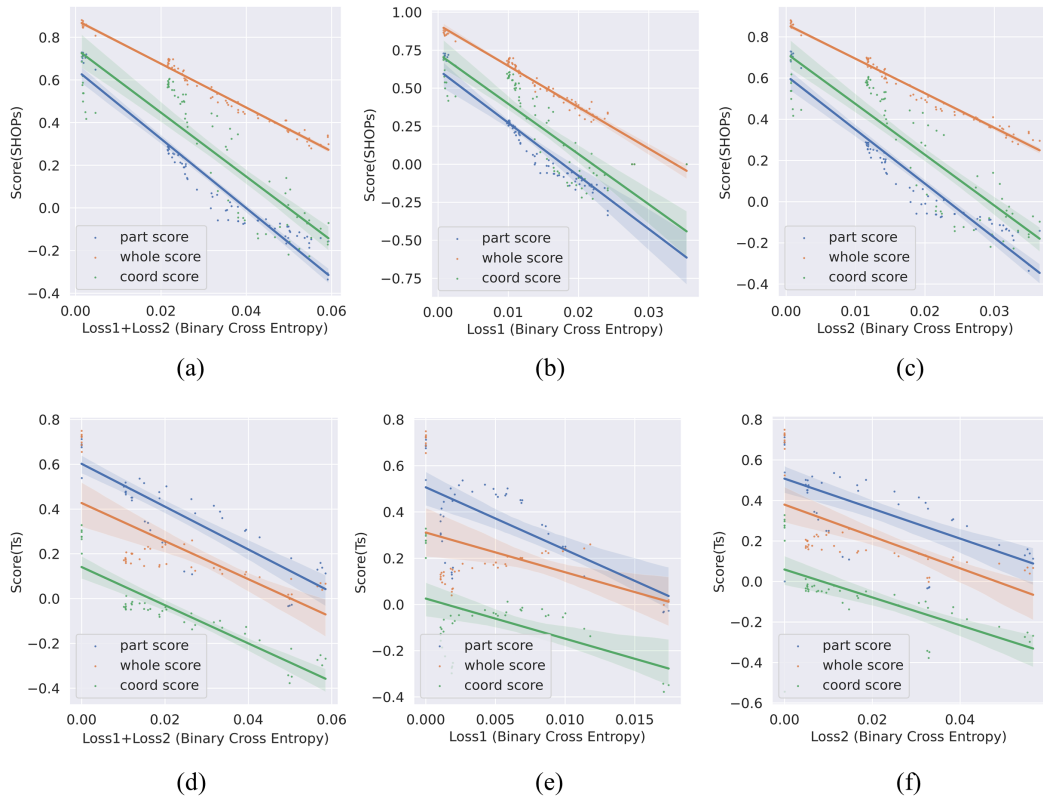 0.8
0.6
0.4
0.2
0.0
−0.2
−0.4
Score(SHOPs)
part score
whole score
coord score
0.00 0.02 0.04 0.06
Loss1+Loss2 (Binary Cross Entropy)
(a)
1.00
0.75
0.50
0.25
0.00
−0.25
−0.50
−0.75
Score(SHOPs)
part score
whole score
coord score
0.00 0.01 0.02 0.03
Loss1 (Binary Cross Entropy)
(b)
0.8
0.6
0.4
0.2
0.0
−0.2
−0.4
Score(SHOPs)
part score
whole score
coord score
0.00 0.01 0.02 0.03
Loss2 (Binary Cross Entropy)
(c)
0.8
0.6
0.4
0.2
0.0
−0.2
−0.4
Score(Ts)
part score
whole score
coord score
0.00 0.02 0.04 0.06
Loss1+Loss2 (Binary Cross Entropy)
(d)
0.8
0.6
0.4
0.2
0.0
−0.2
−0.4
Score(Ts)
part score
whole score
coord score
0.000 0.005 0.010 0.015
Loss1 (Binary Cross Entropy)
(e)
0.8
0.6
0.4
0.2
0.0
−0.2
−0.4
−0.6
Score(Ts)
part score
whole score
coord score
0.00 0.02 0.04
Loss2 (Binary Cross Entropy)
(f)